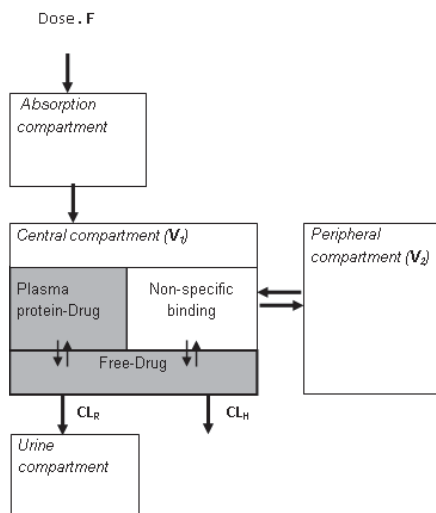 Dose.F
Absorption
compartment
Central compartment (V1)
Peripheral
compartment (V2)
Plasma
protein-Drug
Non-specific
binding
Free-Drug
CLR
CLH
Urine
compartment